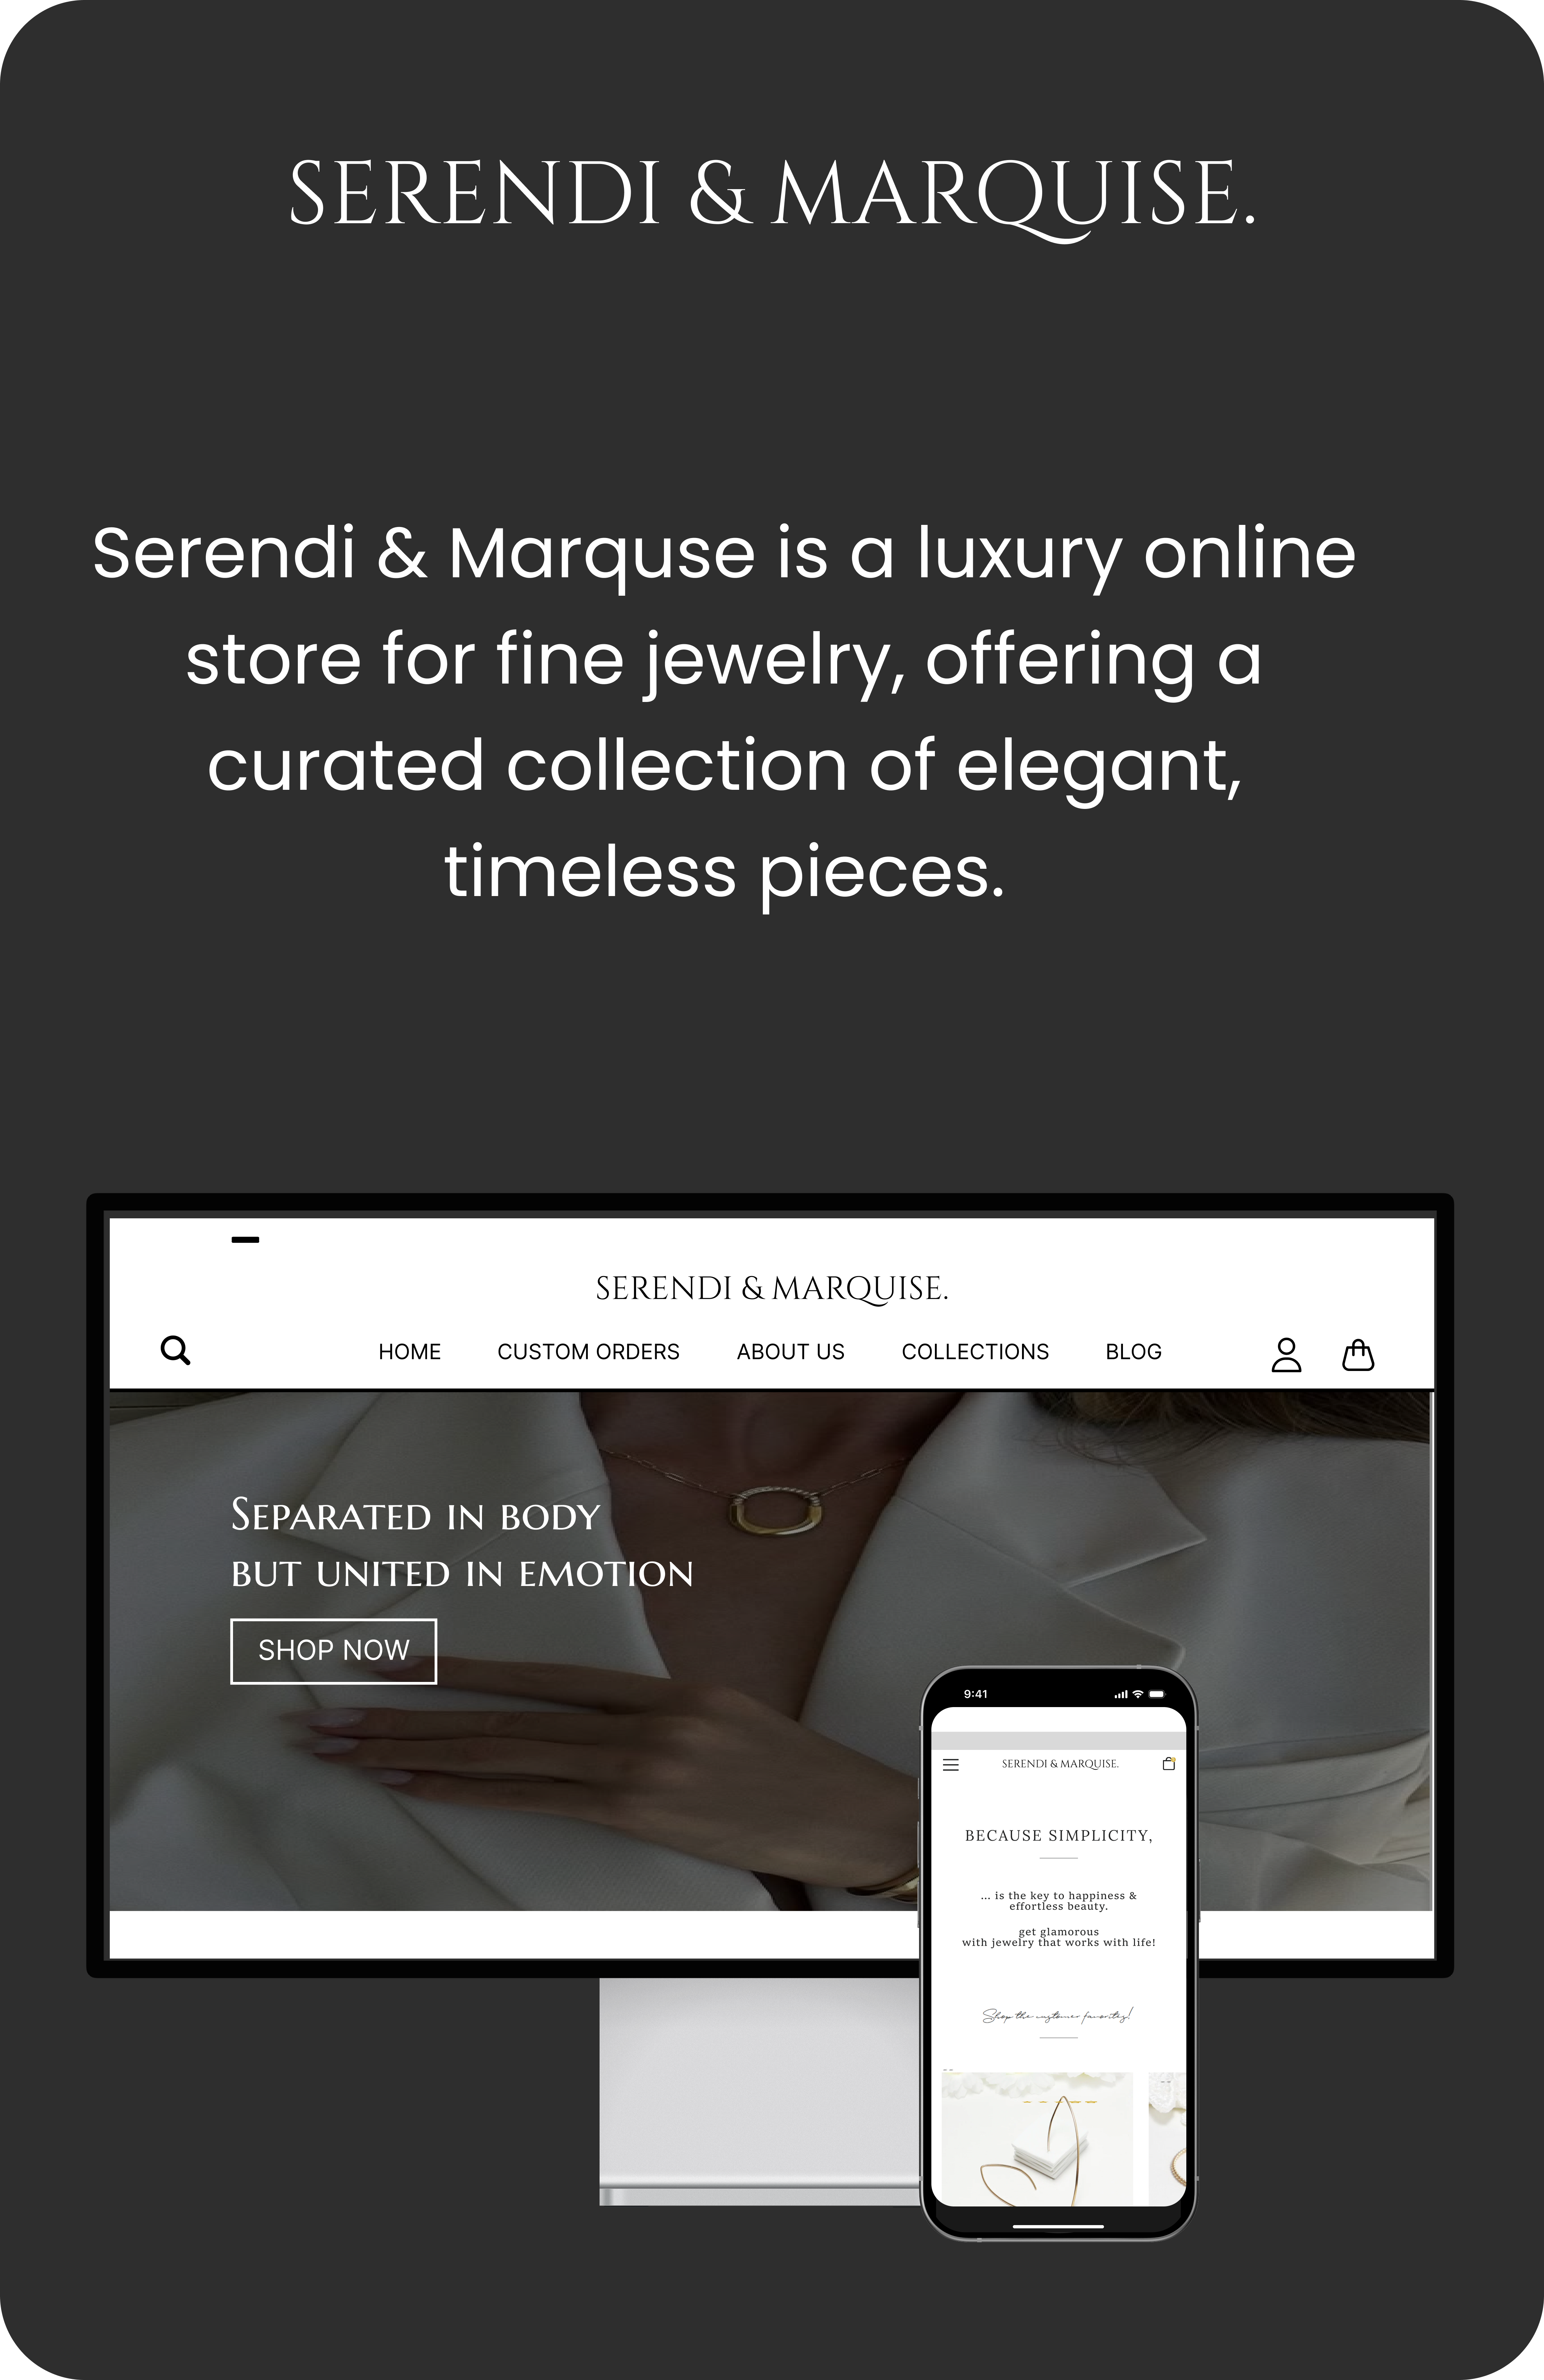 SERENDI & MARQUISE.
Serendi & Marquse is a luxury online
store for fine jewelry, offering a
curated collection of elegant,
timeless pieces.
SERENDI & MARQUISE.
HOME CUSTOM ORDERS ABOUT US COLLECTIONS BLOG
SEPARATED IN BODY
BUT UNITED IN EMOTION
SHOP NOW
9:41
SERENDI & MARQUISE.
BECAUSE SIMPLICITY,
... is the key to happiness &
effortless beauty.
get glamorous
with jewelry that works with life!
Shop the customer favorites!